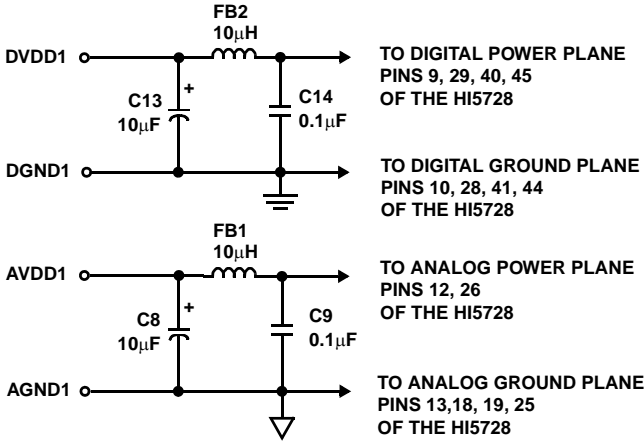 FB2
10μH
DVDD1
TO DIGITAL POWER PLANE
PINS 9, 29, 40, 45
OF THE HI5728
+
C13
10μF
C14
0.1μF
DGND1
TO DIGITAL GROUND PLANE
PINS 10, 28, 41, 44
OF THE HI5728
FB1
10μH
AVDD1
TO ANALOG POWER PLANE
PINS 12, 26
OF THE HI5728
+
C8
10μF
C9
0.1μF
AGND1
TO ANALOG GROUND PLANE
PINS 13,18, 19, 25
OF THE HI5728